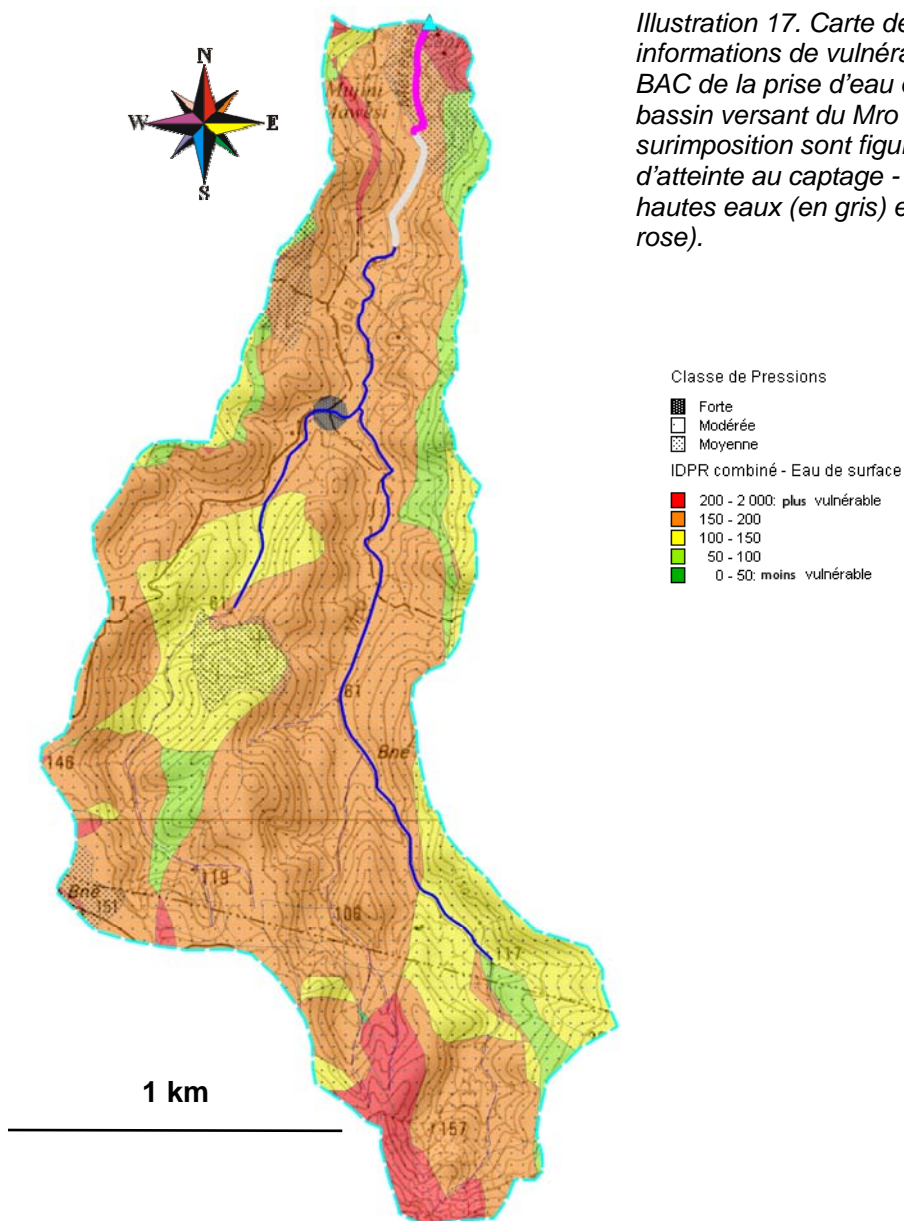 Illustration 17. Carte de
informations de vulnéra
BAC de la prise d'eau
bassin versant du Mro
surimposition sont figur
d'atteinte au captage -
hautes eaux (en gris) e
rose).
N
W
E
S
Mujini
Mawesi
Classe de Pressions
Forte
Modérée
Moyenne
IDPR combiné - Eau de surface
200 - 2 000: plus vulnérable
150 - 200
100 - 150
50 - 100
0 - 50: moins vulnérable
17
61
61
Bné
146
119
Bné
151
106
117
1 km
157